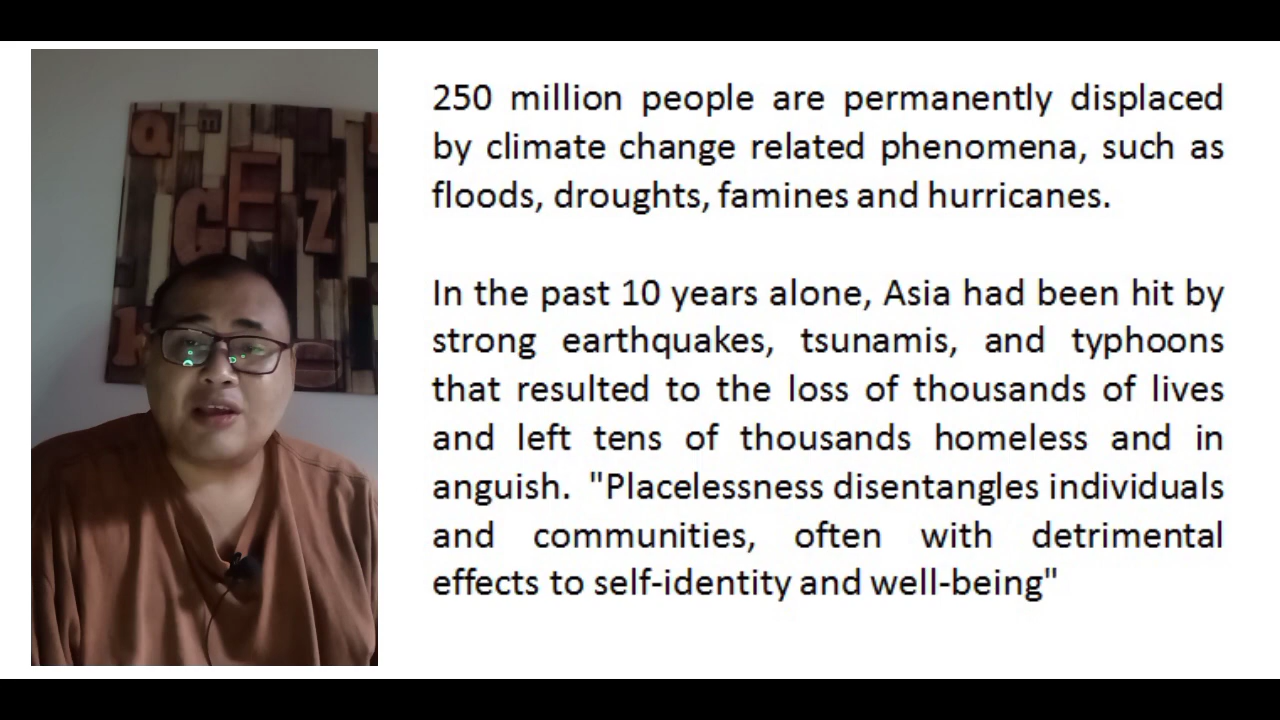 250 million people are permanently displaced
by climate change related phenomena, such as
floods, droughts, famines and hurricanes.
In the past 10 years alone, Asia had been hit by
strong earthquakes, tsunamis, and typhoons
that resulted to the loss of thousands of lives
and left tens of thousands homeless and in
anguish. "Placelessness disentangles individuals
and communities, often with detrimental
effects to self-identity and well-being"
a
m
E
G
Z
k